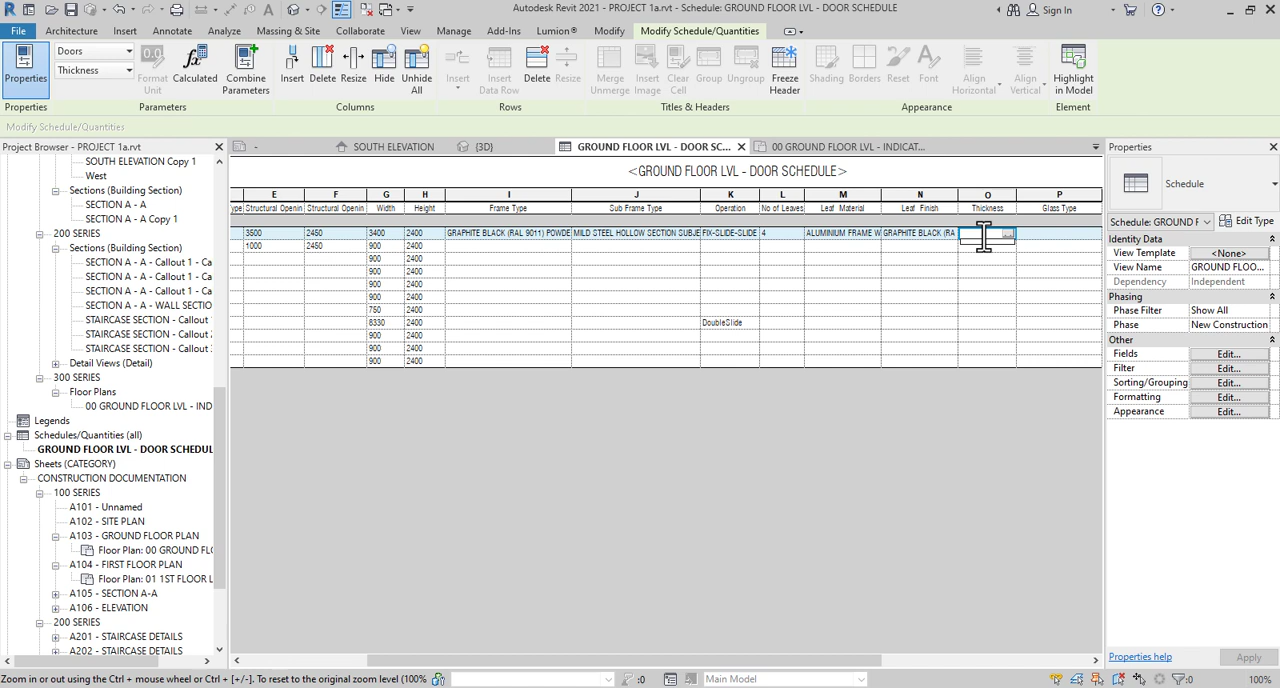 Autodesk Revit 2021 - PROJECT 1a.rvt - Schedule: GROUND FLOOR LVL - DOOR SCHEDULE
Sign In
File Architecture Insert Annotate Analyze Massing & Site Collaborate View Manage Add-Ins Lumion® Modify Modify Schedule/Quantities
Properties
Doors
Thickness
Format Unit
Calculated
Combine Parameters
Insert
Delete
Resize
Hide
Unhide All
Insert
Insert Data Row
Delete
Resize
Merge Unmerge
Insert Image
Clear Cell
Group
Ungroup
Freeze Header
Shading
Borders
Reset
Font
Align Horizontal
Align Vertical
Highlight in Model
Properties Parameters Columns Rows Titles & Headers Appearance Element
Modify Schedule/Quantities
Project Browser - PROJECT 1a.rvt
SOUTH ELEVATION Copy 1
West
Sections (Building Section)
SECTION A - A
SECTION A - A Copy 1
200 SERIES
Sections (Building Section)
SECTION A - A - Callout 1 - Ca
SECTION A - A - Callout 1 - Ca
SECTION A - A - Callout 1 - Ca
SECTION A - A - WALL SECTIO
STAIRCASE SECTION - Callout
STAIRCASE SECTION - Callout
STAIRCASE SECTION - Callout
Detail Views (Detail)
300 SERIES
Floor Plans
00 GROUND FLOOR LVL - IND
Legends
Schedules/Quantities (all)
GROUND FLOOR LVL - DOOR SCHEDUL
Sheets (CATEGORY)
CONSTRUCTION DOCUMENTATION
100 SERIES
A101 - Unnamed
A102 - SITE PLAN
A103 - GROUND FLOOR PLAN
Floor Plan: 00 GROUND FLO
A104 - FIRST FLOOR PLAN
Floor Plan: 01 1ST FLOOR L
A105 - SECTION A-A
A106 - ELEVATION
200 SERIES
A201 - STAIRCASE DETAILS
A202 - STAIRCASE DETAILS
- SOUTH ELEVATION {3D} GROUND FLOOR LVL - DOOR SC... 00 GROUND FLOOR LVL - INDICAT...
<GROUND FLOOR LVL - DOOR SCHEDULE>
E F G H I J K L M N O P
ype Structural Openin Structural Openin Width Height Frame Type Sub Frame Type Operation No of Leaves Leaf Material Leaf Finish Thickness Glass Type
3500 2450 3400 2400 GRAPHITE BLACK (RAL 9011) POWDE MILD STEEL HOLLOW SECTION SUBJE FIX-SLIDE-SLIDE 4 ALUMINIUM FRAME W GRAPHITE BLACK (RA
1000 2450 900 2400
900 2400
900 2400
900 2400
900 2400
750 2400
8330 2400 DoubleSlide
900 2400
900 2400
900 2400
Properties
Schedule
Schedule: GROUND F Edit Type
Identity Data
View Template <None>
View Name GROUND FLOO...
Dependency Independent
Phasing
Phase Filter Show All
Phase New Construction
Other
Fields Edit...
Filter Edit...
Sorting/Grouping Edit...
Formatting Edit...
Appearance Edit...
Properties help Apply
Zoom in or out using the Ctrl + mouse wheel or Ctrl + [+/-]. To reset to the original zoom level (100% :0 Main Model :0 100%